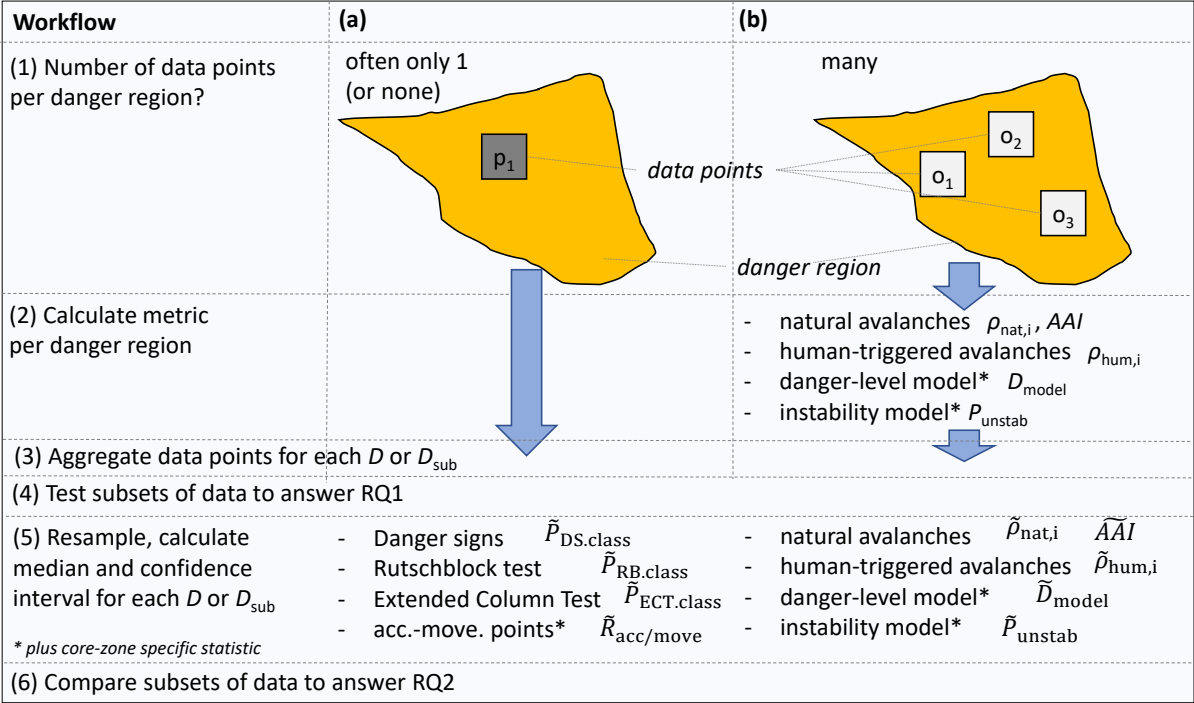 Workflow
(a)
(b)
(1) Number of data points
per danger region?
often only 1
(or none)
many
p₁
o₁
o₂
o₃
data points
danger region
(2) Calculate metric
per danger region
- natural avalanches ρnat,i , AAI
- human-triggered avalanches ρhum,i
- danger-level model* Dmodel
- instability model* Punstab
(3) Aggregate data points for each D or Dsub
(4) Test subsets of data to answer RQ1
(5) Resample, calculate
median and confidence
interval for each D or Dsub
* plus core-zone specific statistic
- Danger signs P̃DS.class
- Rutschblock test P̃RB.class
- Extended Column Test P̃ECT.class
- acc.-move. points* R̃acc/move
- natural avalanches ρ̃nat,i ÃAI
- human-triggered avalanches ρ̃hum,i
- danger-level model* D̃model
- instability model* P̃unstab
(6) Compare subsets of data to answer RQ2